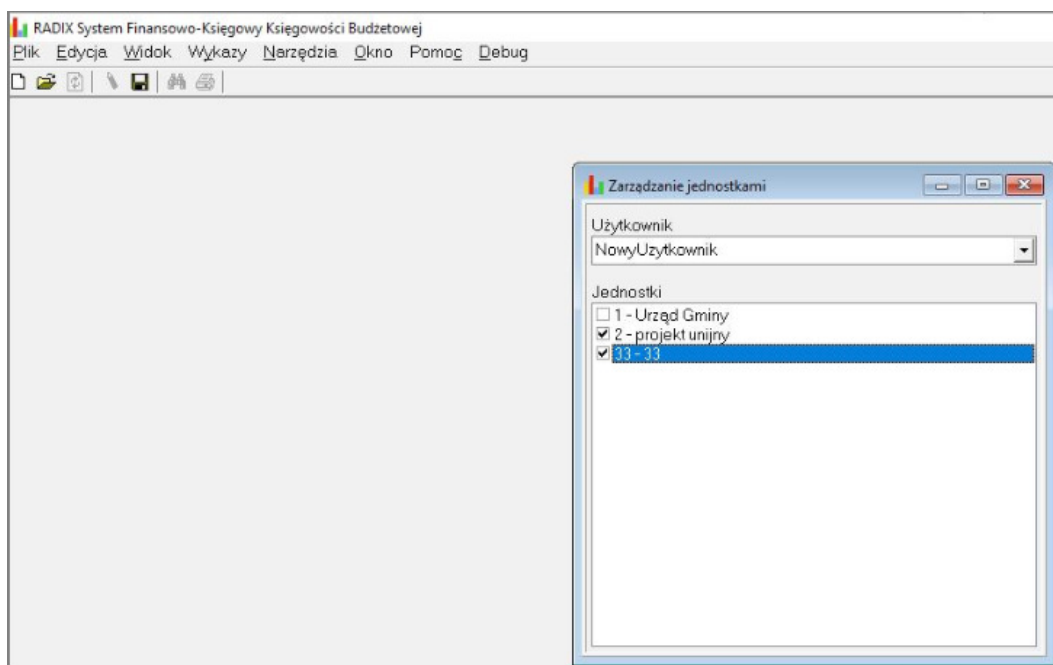 RADIX System Finansowo-Księgowy Księgowości Budżetowej
Plik Edycja Widok Wykazy Narzędzia Okno Pomoc Debug
Zarządzanie jednostkami
Użytkownik
NowyUzytkownik
Jednostki
1 - Urząd Gminy
2 - projekt unijny
33 - 33